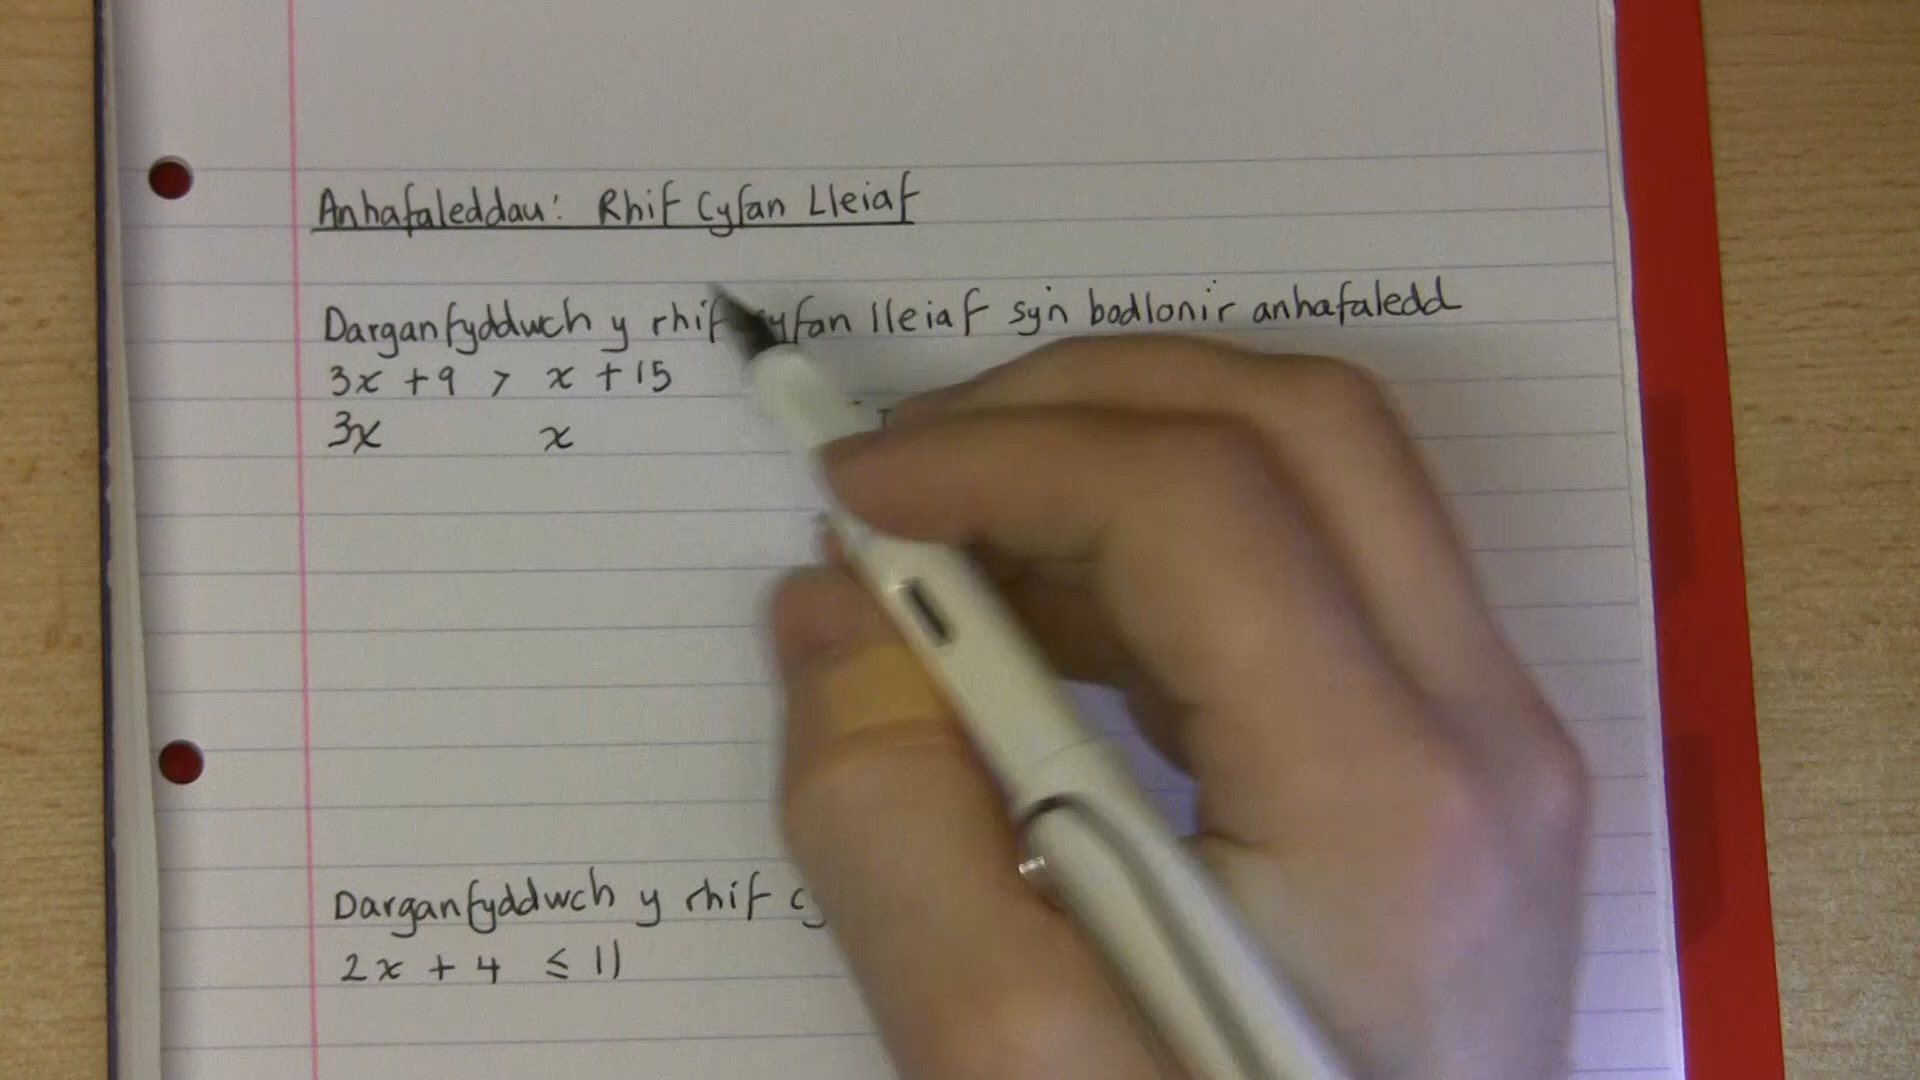 Anhafaleddau: Rhif Cyfan Lleiaf
Darganfyddwch y rhif cyfan lleiaf sy'n bodloni'r anhafaledd
3x + 9 > x + 15
3x x
Darganfyddwch y rhif
2x + 4 ≤ 11